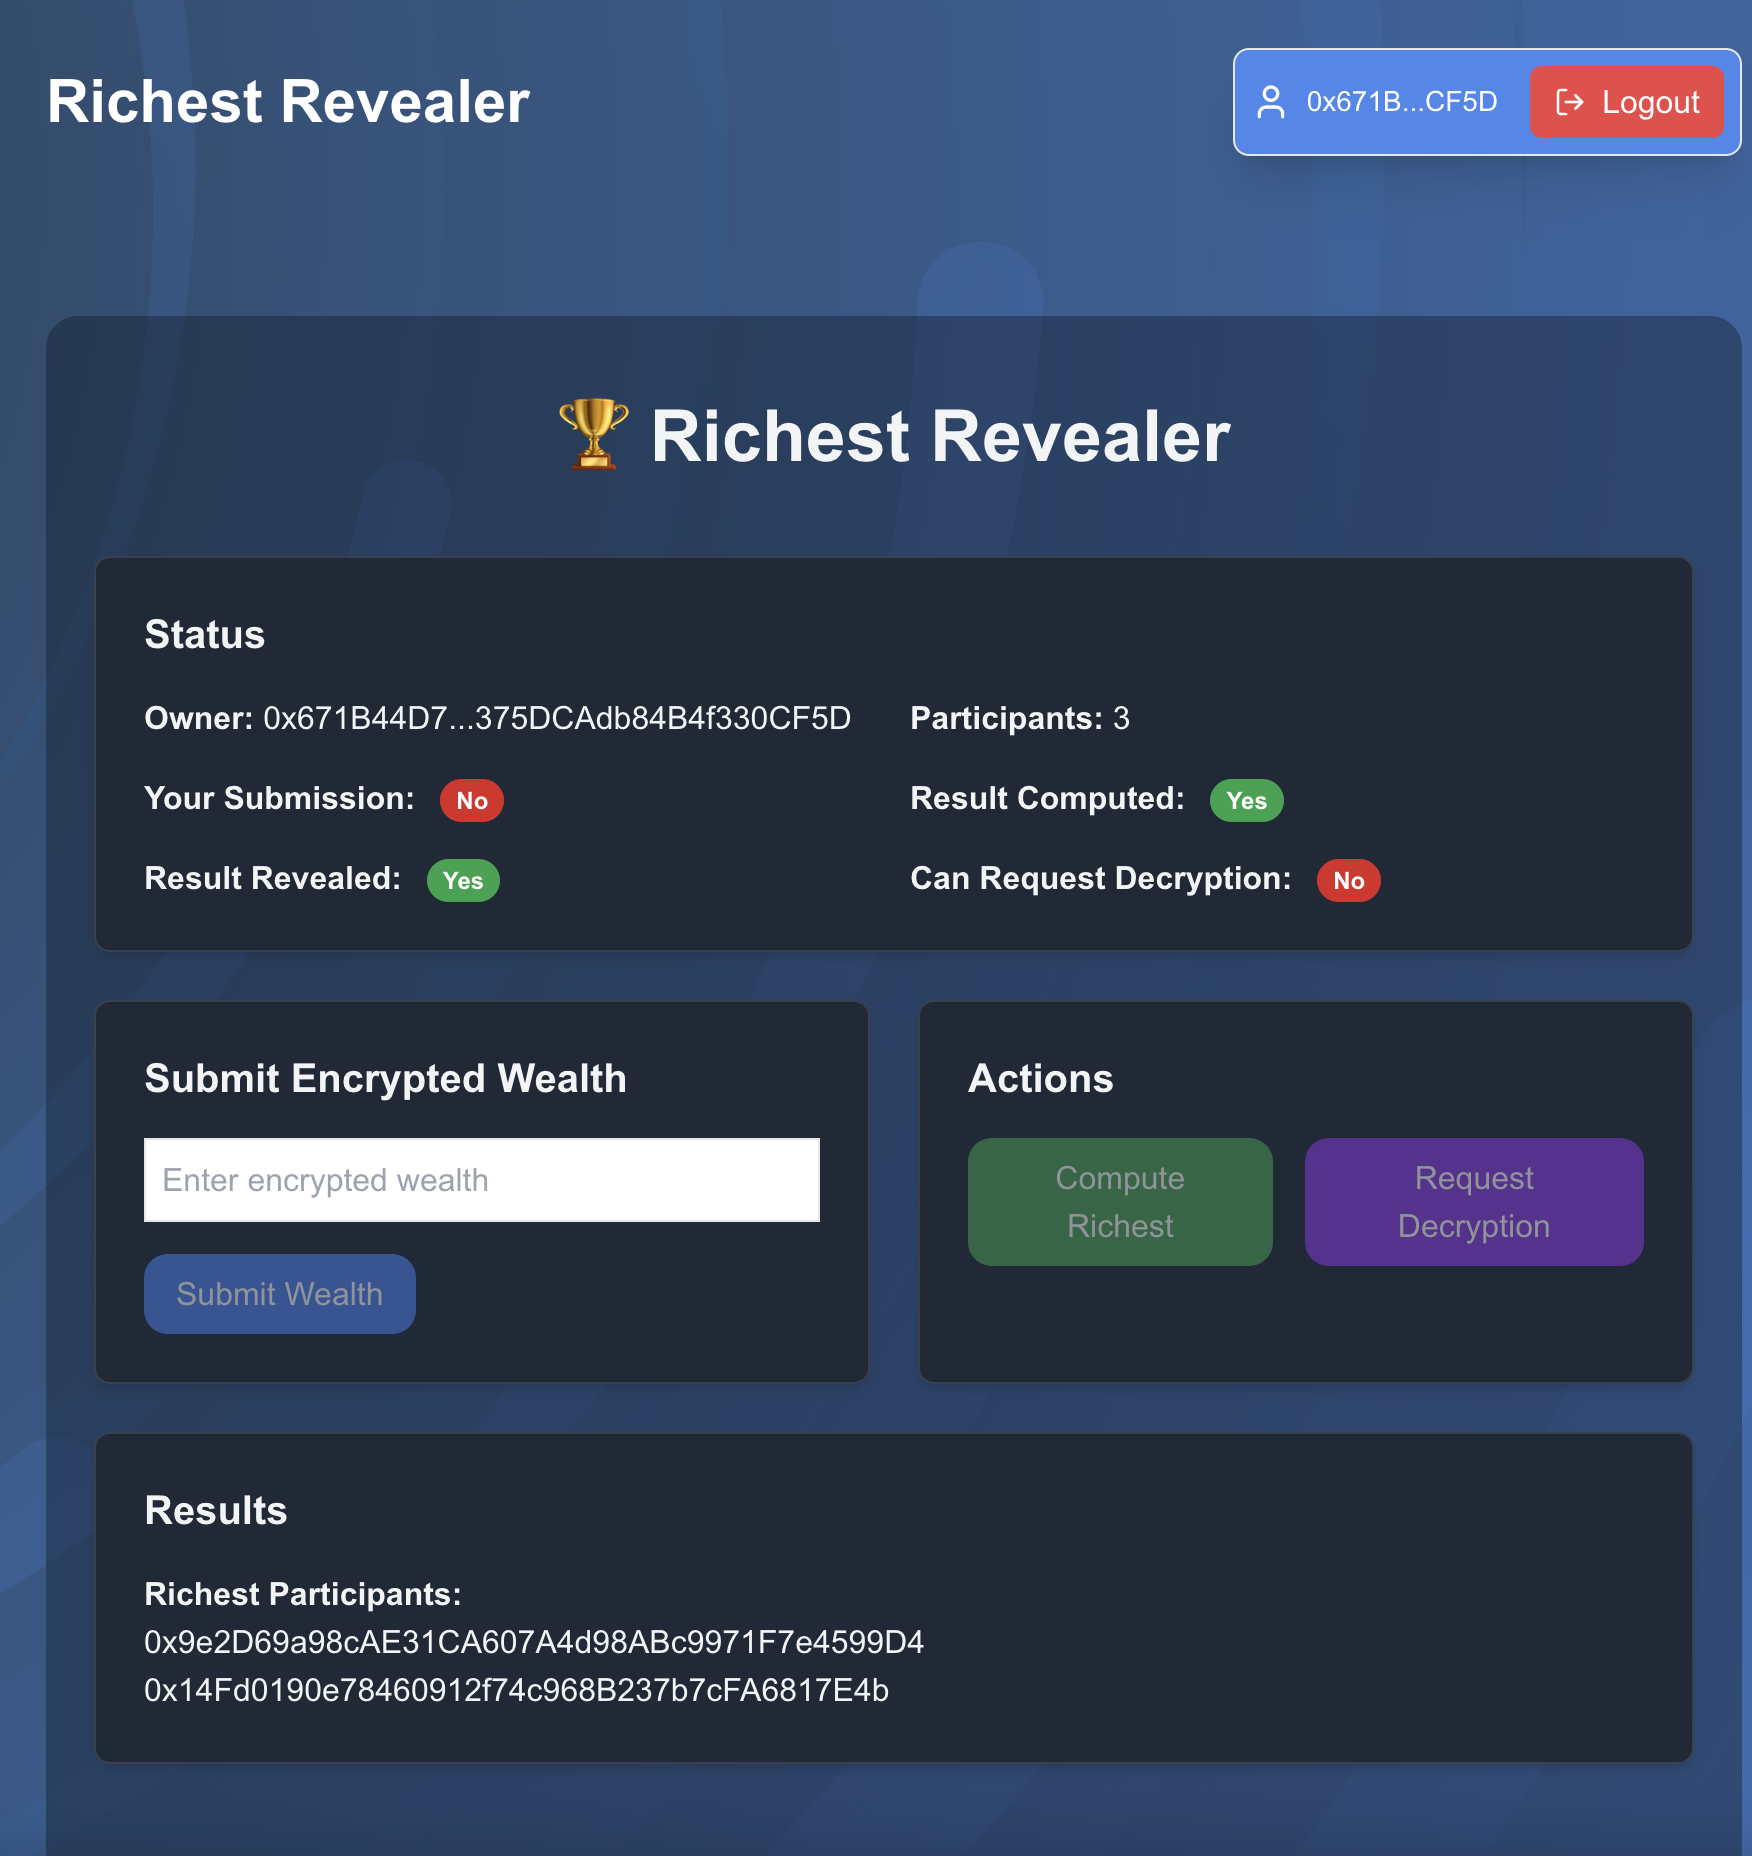 Richest Revealer
0x671B...CF5D
Logout
🏆 Richest Revealer
Status
Owner: 0x671B44D7...375DCAdb84B4f330CF5D
Participants: 3
Your Submission: No
Result Computed: Yes
Result Revealed: Yes
Can Request Decryption: No
Submit Encrypted Wealth
Enter encrypted wealth
Submit Wealth
Actions
Compute
Richest
Request
Decryption
Results
Richest Participants:
0x9e2D69a98cAE31CA607A4d98ABc9971F7e4599D4
0x14Fd0190e78460912f74c968B237b7cFA6817E4b